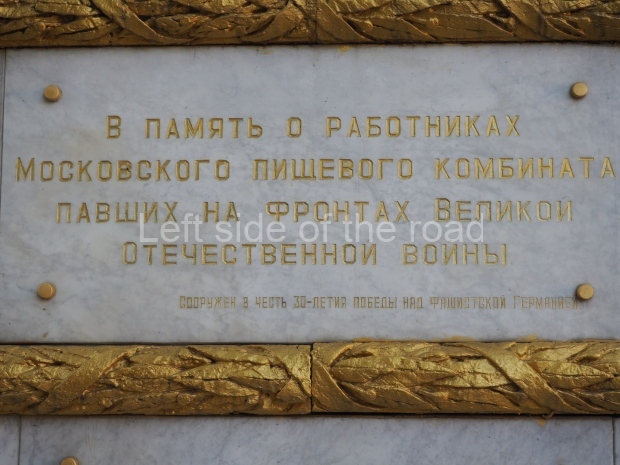 В память о работниках
Московского пищевого комбината
павших на фронтах Великой
Left side of the road
Отечественной войны
Сооружен в честь 30-летия победы над фашистской Германией